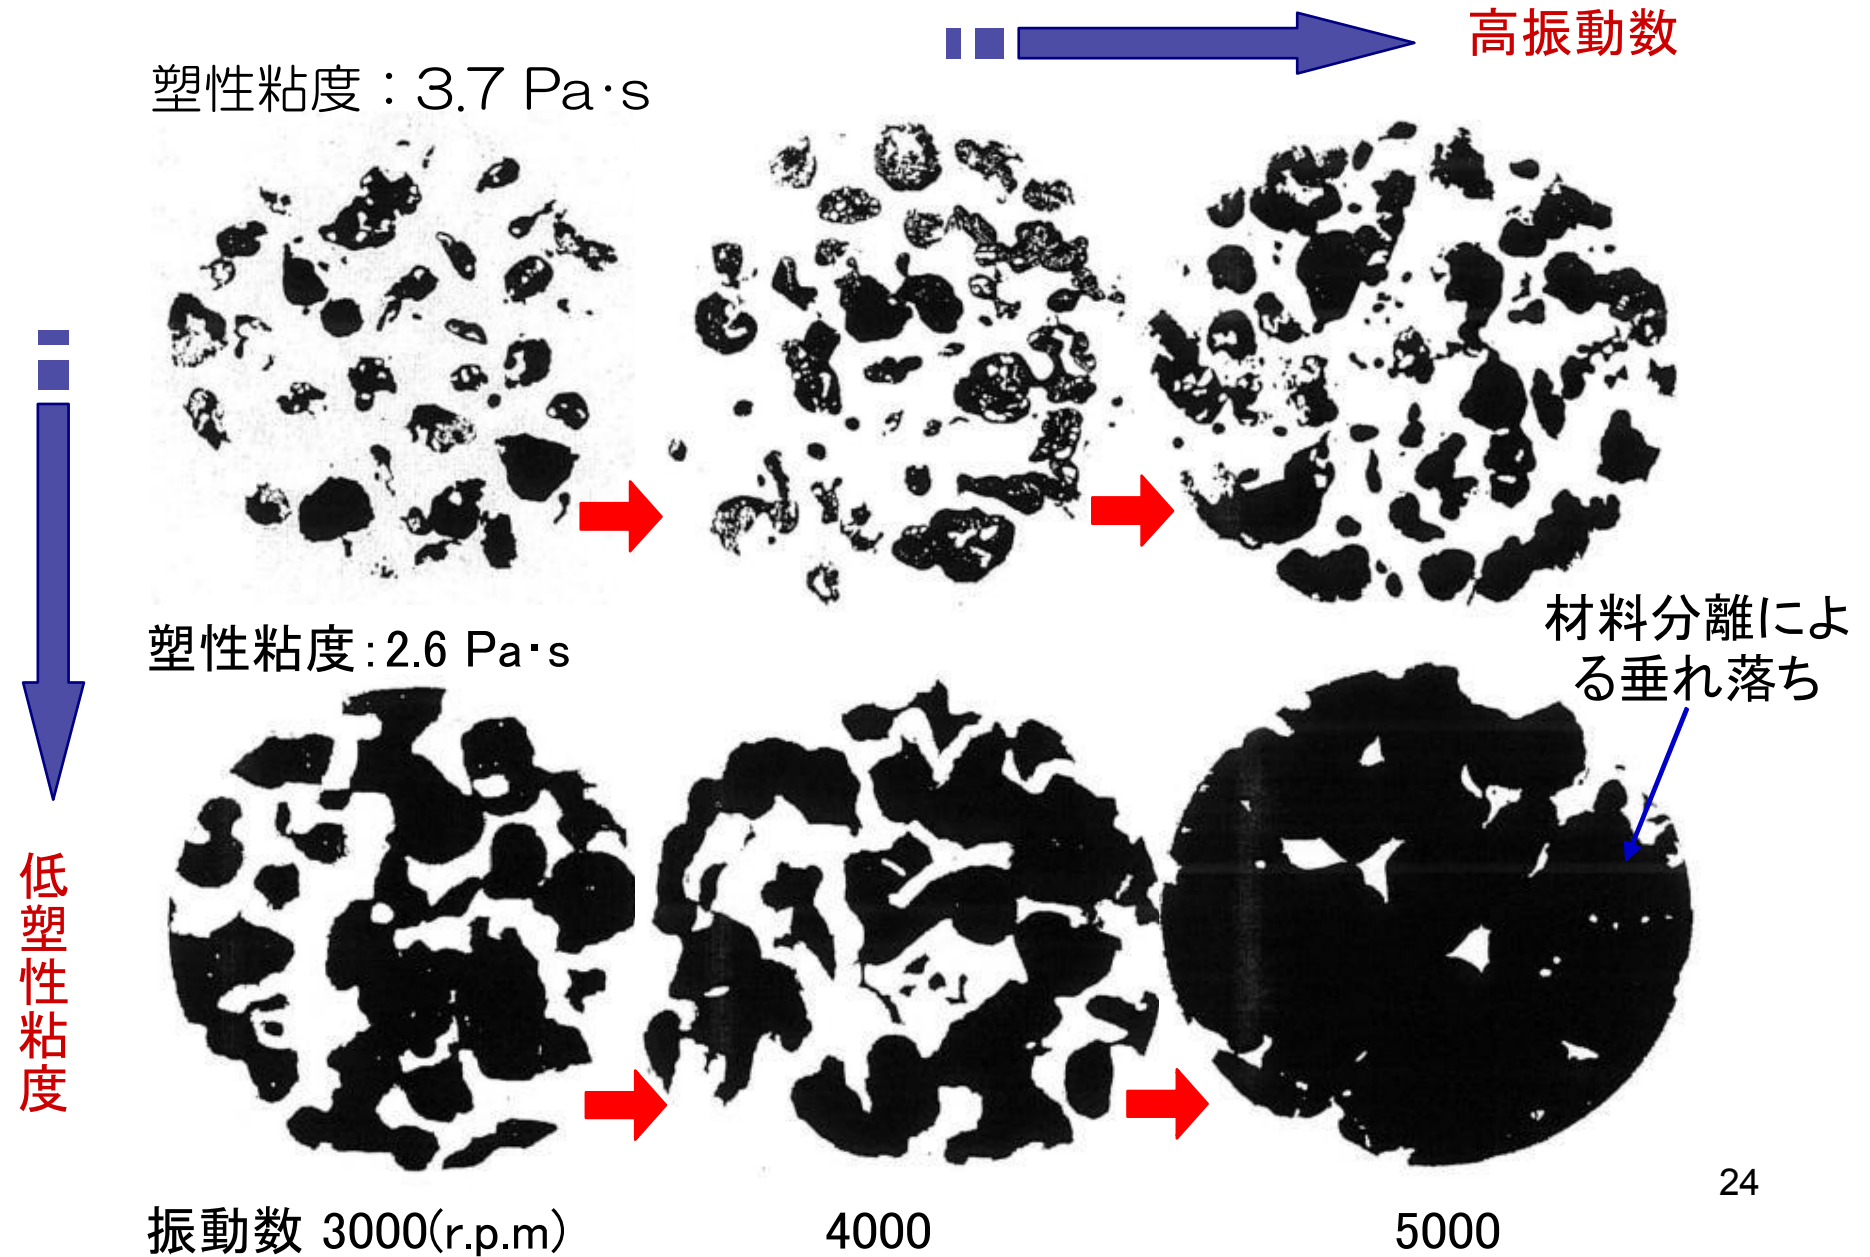 高振動数
塑性粘度：3.7 Pa･s
塑性粘度：2.6 Pa･s
材料分離によ
る垂れ落ち
低塑性粘度
24
振動数 3000(r.p.m) 4000 5000